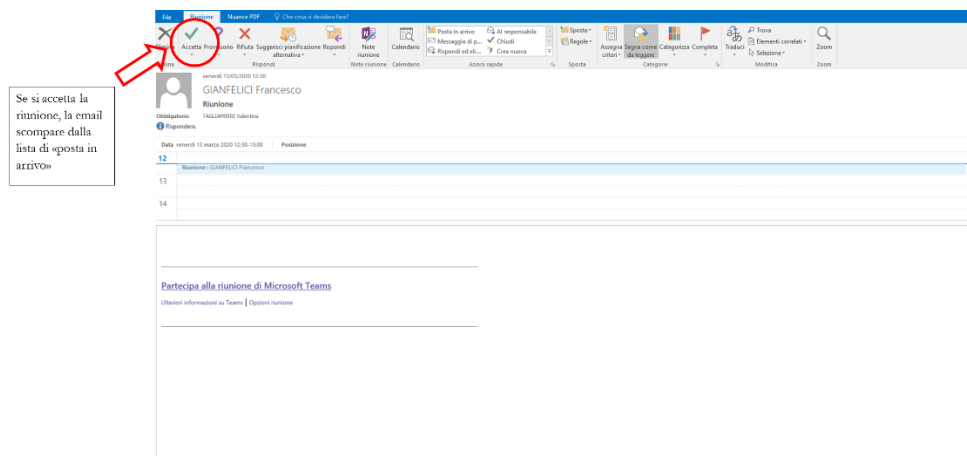 File Riunione Nuance PDF Che cosa si desidera fare?
Accetta Provvisorio Rifiuta Suggerisci pianificazione alternativa Rispondi
Note riunione
Calendario
Posta in arrivo Al responsabile
Messaggio di p... Chiudi
Rispondi ed eli... Crea nuova
Sposta
Regole
Assegna criteri Segna come da leggere Categorizza Completa
Traduci
Trova
Elementi correlati
Seleziona
Zoom
Rispondi Note riunione Calendario Azioni rapide Sposta Categorie Modifica Zoom
venerdì 13/03/2020 12:30
GIANFELICI Francesco
Riunione
Obbligatorio TAGLIAFERRI Valentina
Rispondere.
Data venerdì 13 marzo 2020 12:30-13:00 Posizione
12
Riunione; GIANFELICI Francesco
13
14
Se si accetta la
riunione, la email
scompare dalla
lista di «posta in
arrivo»
Partecipa alla riunione di Microsoft Teams
Ulteriori informazioni su Teams | Opzioni riunione